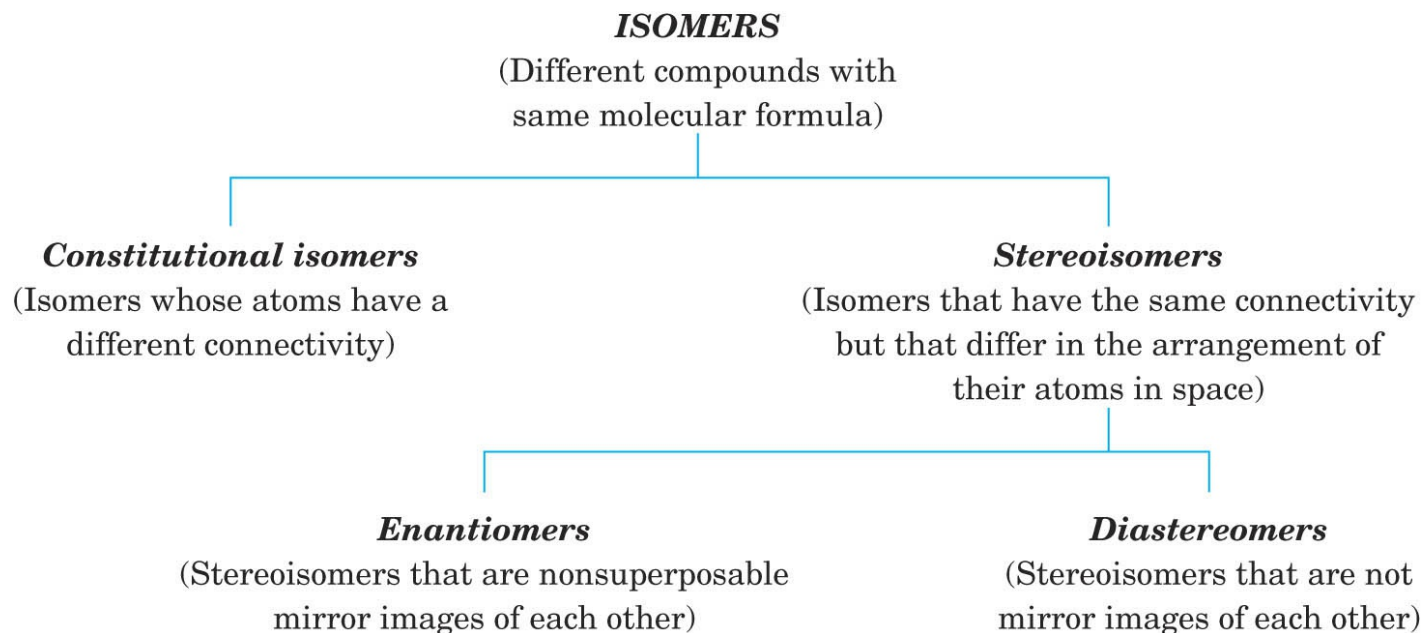 ISOMERS
(Different compounds with
same molecular formula)
Constitutional isomers
(Isomers whose atoms have a
different connectivity)
Stereoisomers
(Isomers that have the same connectivity
but that differ in the arrangement of
their atoms in space)
Enantiomers
(Stereoisomers that are nonsuperposable
mirror images of each other)
Diastereomers
(Stereoisomers that are not
mirror images of each other)